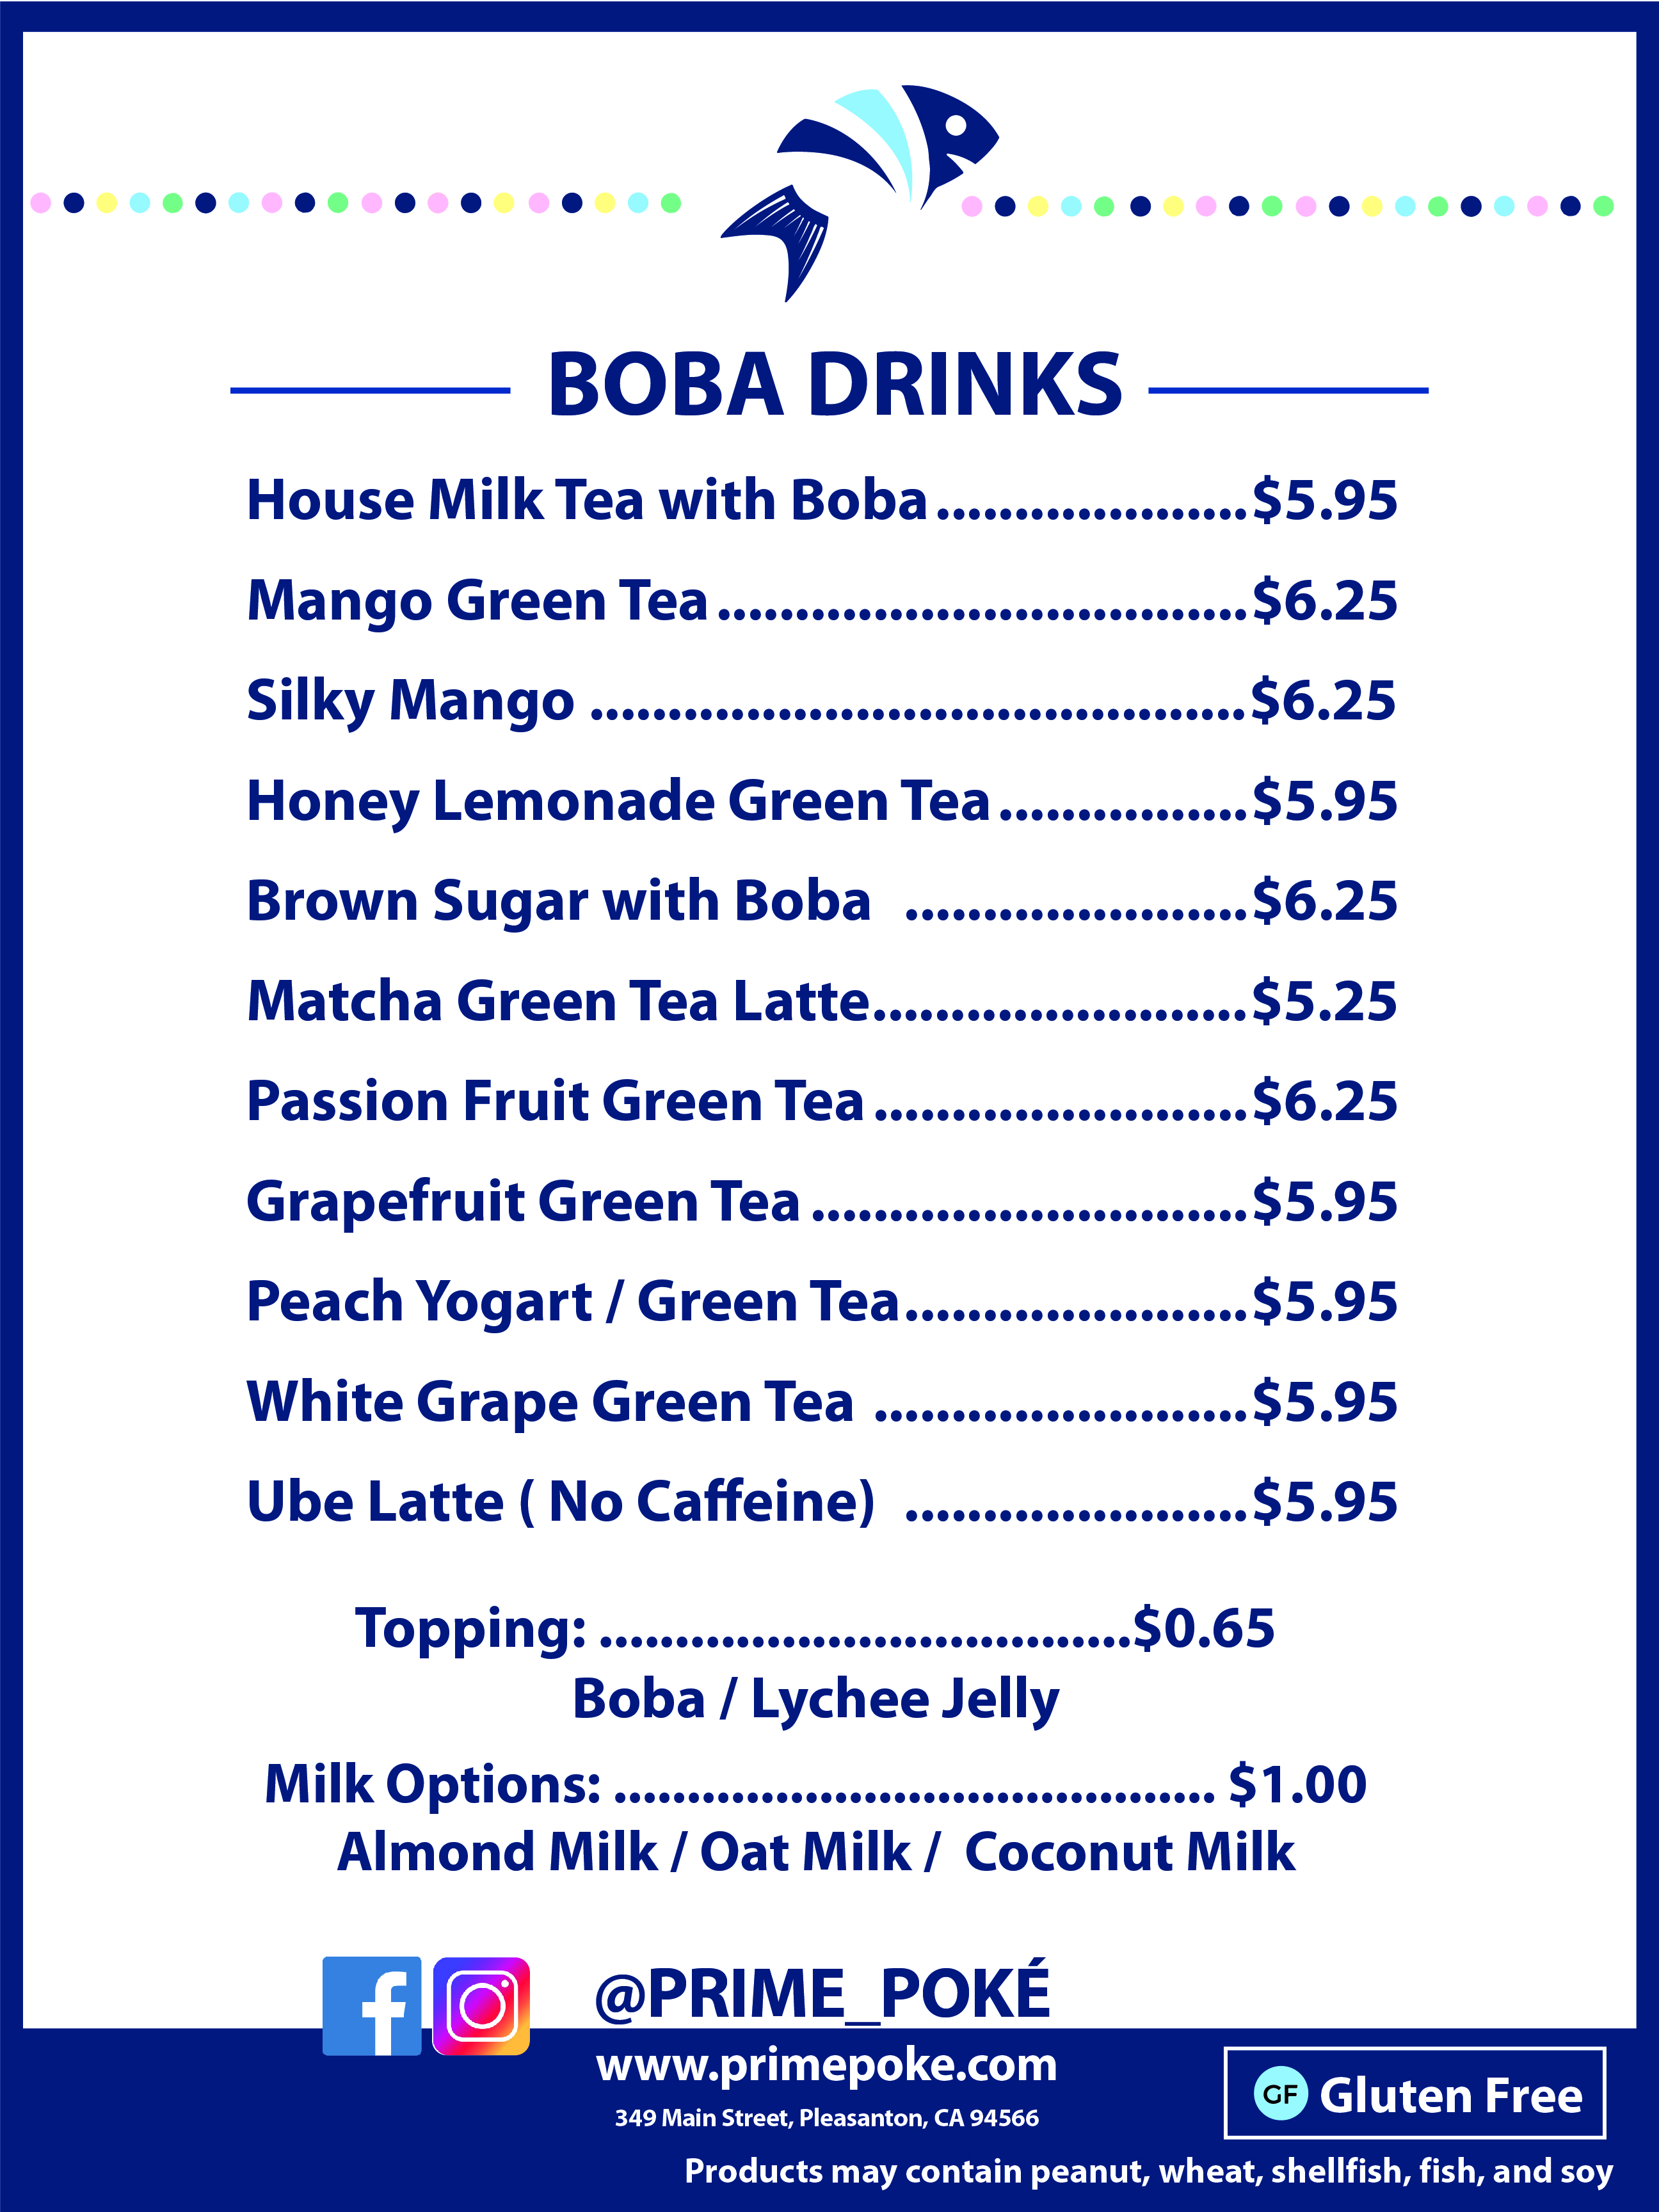 BOBA DRINKS
House Milk Tea with Boba....................$5.95
Mango Green Tea..................................$6.25
Silky Mango ..........................................$6.25
Honey Lemonade Green Tea................$5.95
Brown Sugar with Boba ......................$6.25
Matcha Green Tea Latte........................$5.25
Passion Fruit Green Tea........................$6.25
Grapefruit Green Tea............................$5.95
Peach Yogart / Green Tea......................$5.95
White Grape Green Tea ........................$5.95
Ube Latte ( No Caffeine) ......................$5.95
Topping: ...................................$0.65
Boba / Lychee Jelly
Milk Options: ......................................... $1.00
Almond Milk / Oat Milk / Coconut Milk
@PRIME_POKÉ
www.primepoke.com
349 Main Street, Pleasanton, CA 94566
GF Gluten Free
Products may contain peanut, wheat, shellfish, fish, and soy